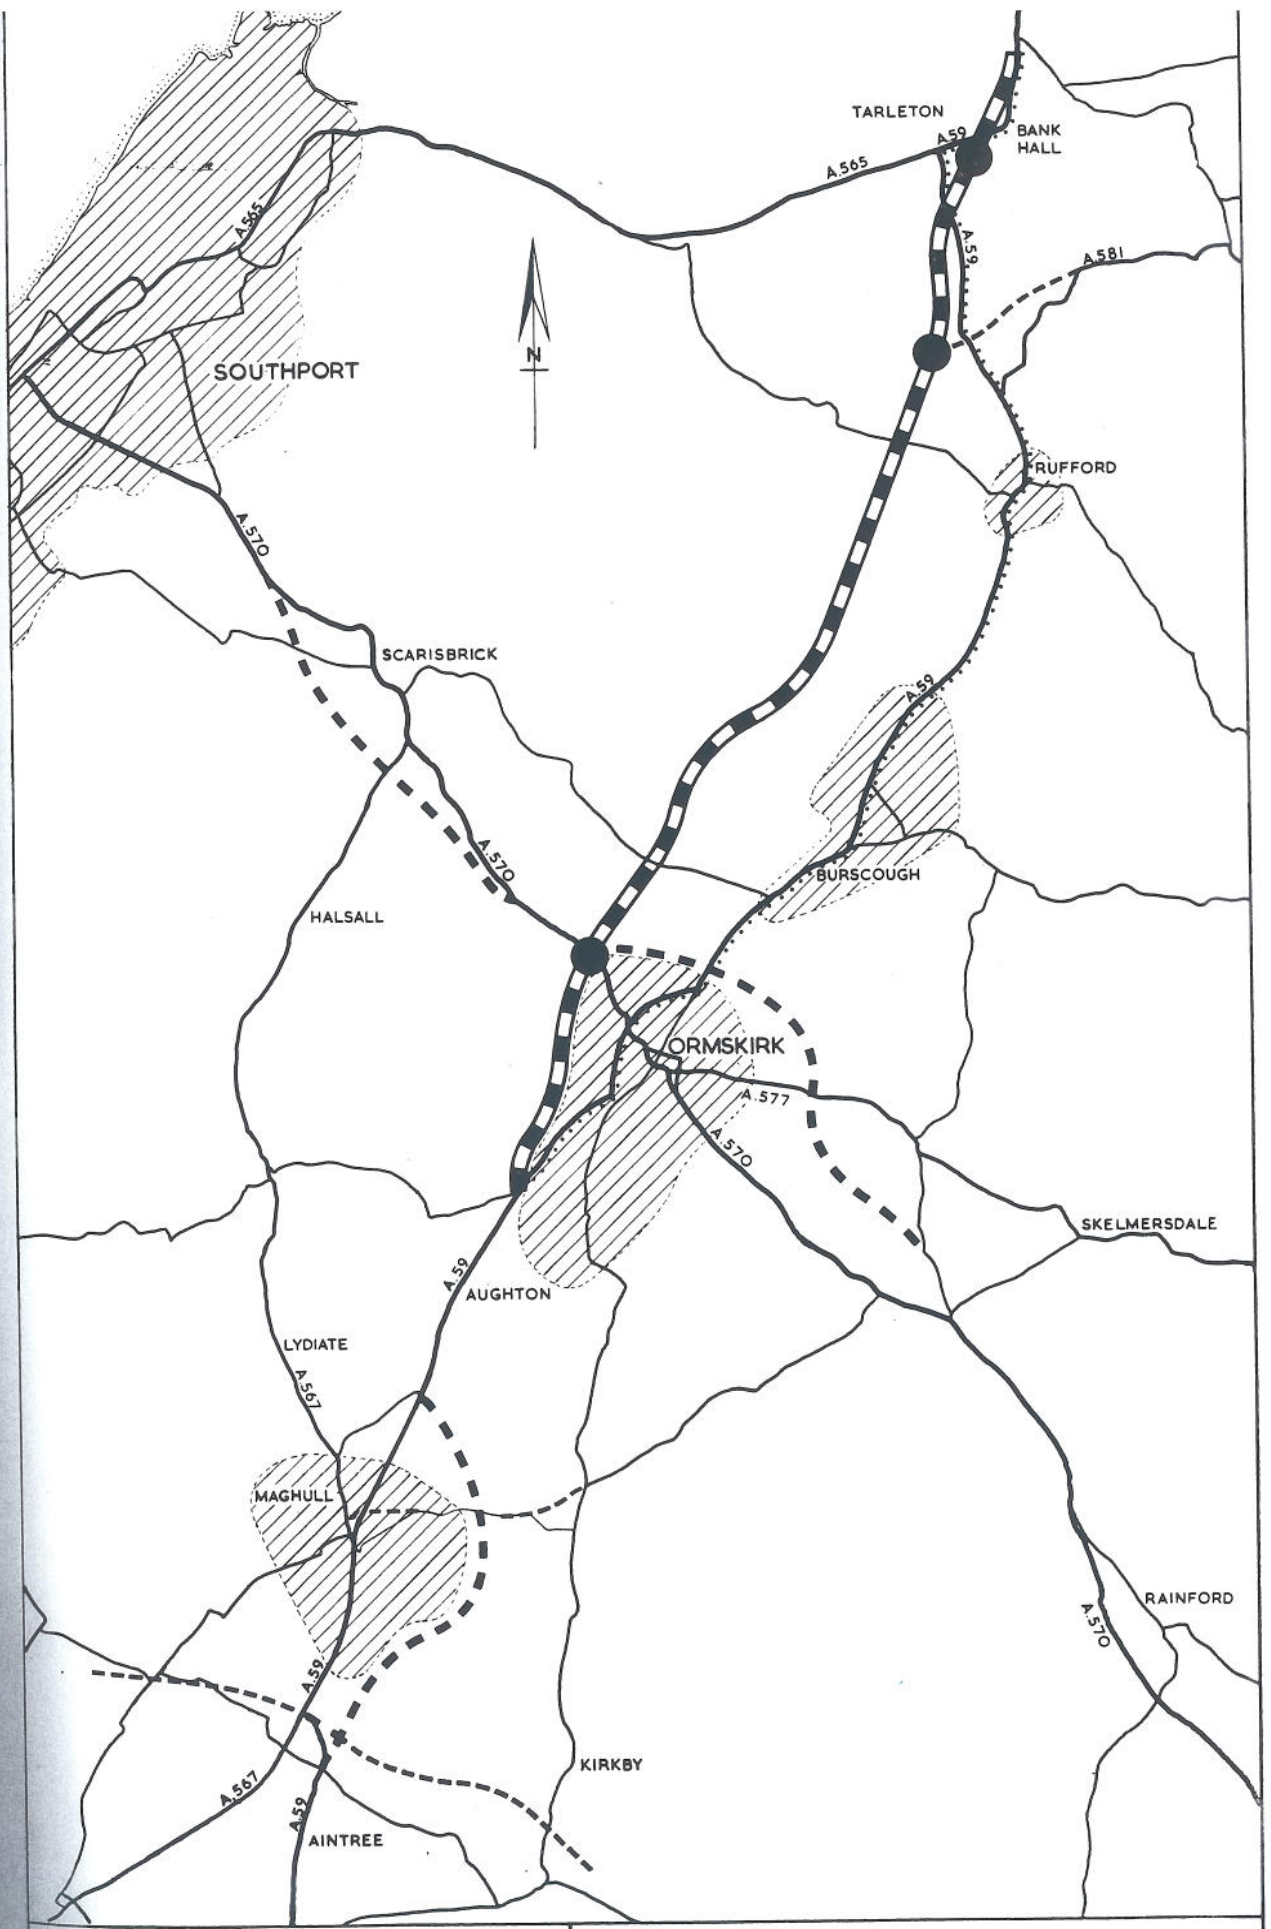 TARLETON
A.59
BANK
HALL
A.565
A.565
A.59
A.581
N
SOUTHPORT
RUFFORD
A.570
SCARISBRICK
A.59
A.570
BURSCOUGH
HALSALL
ORMSKIRK
A.577
A.570
SKELMERSDALE
A.59
AUGHTON
LYDIATE
A.567
MAGHULL
RAINFORD
A.570
A.59
KIRKBY
A.567
A.59
AINTREE